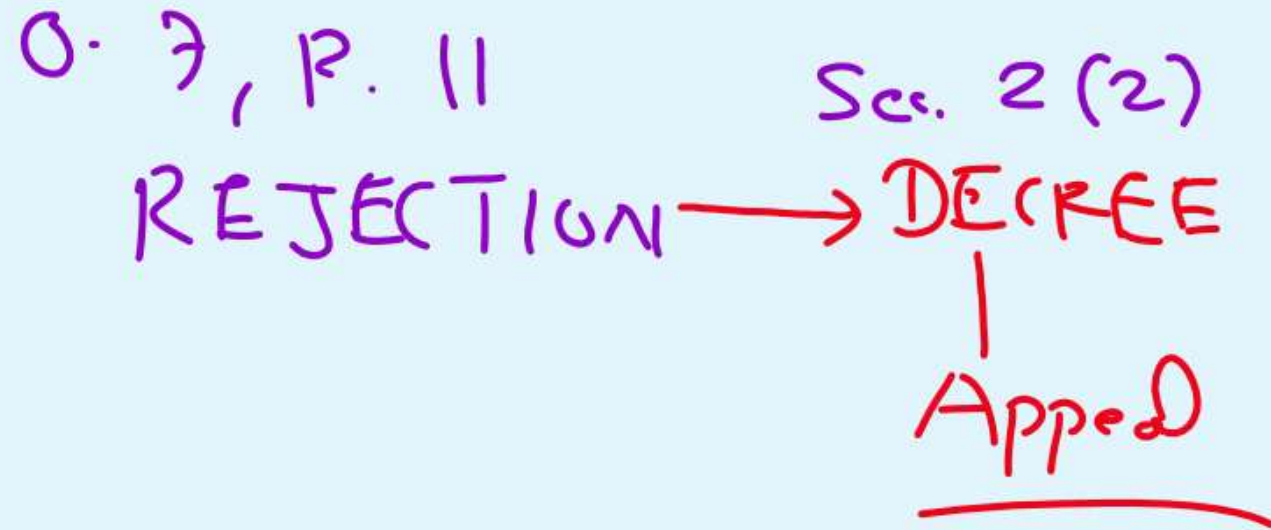 O. 7, R. 11
Sec. 2 (2)
REJECTION → DECREE
Appeal